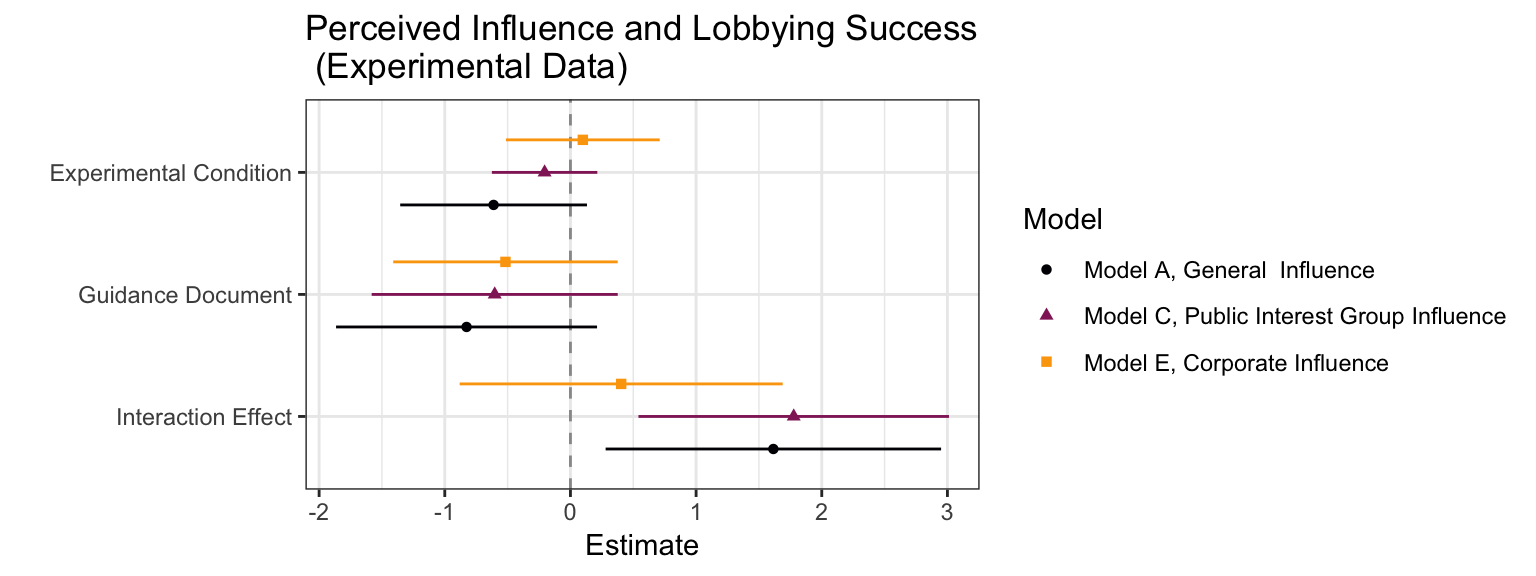 Perceived Influence and Lobbying Success
(Experimental Data)
Experimental Condition
Guidance Document
Interaction Effect
-2 -1 0 1 2 3
Estimate
Model
Model A, General  Influence
Model C, Public Interest Group Influence
Model E, Corporate Influence